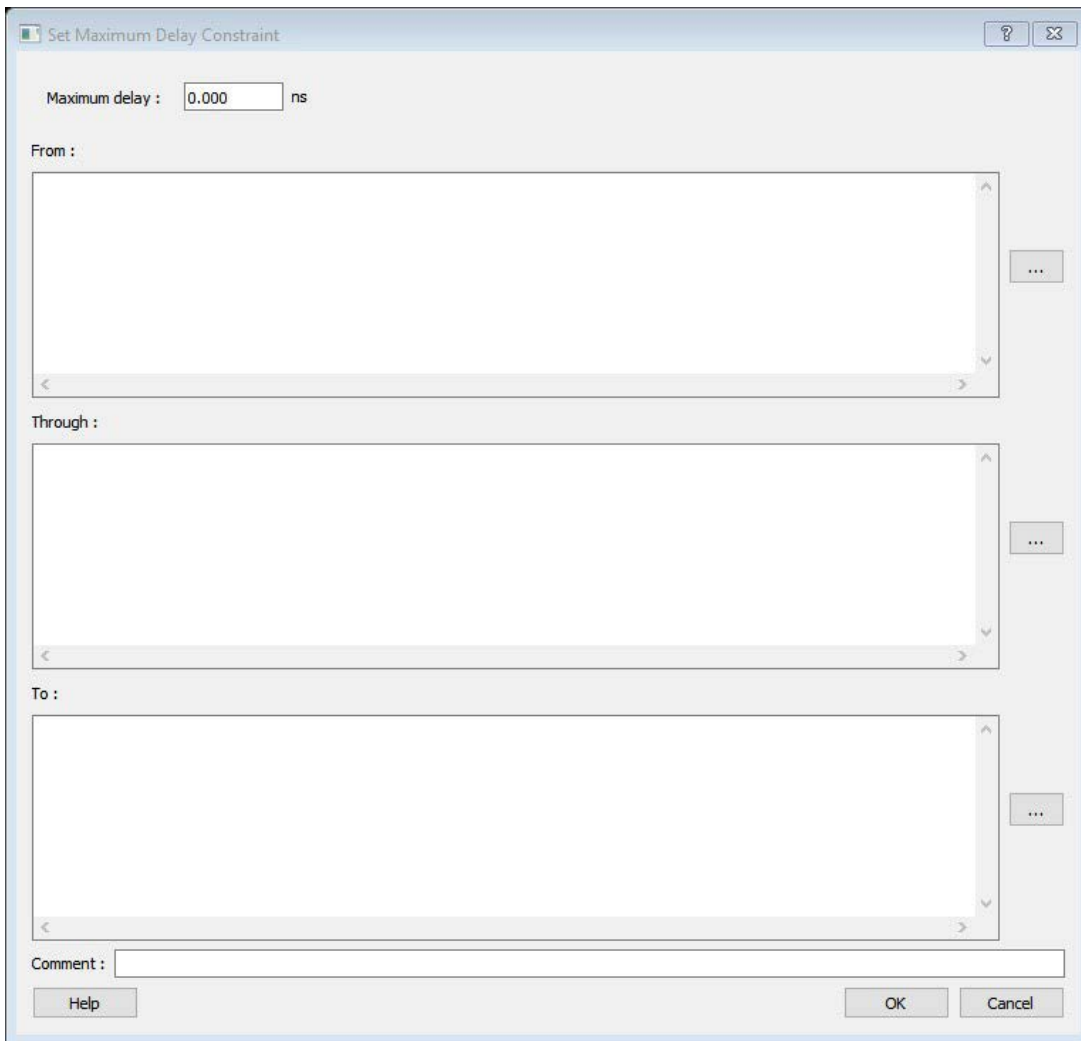 Set Maximum Delay Constraint
Maximum delay : 0.000 ns
From :
...
Through :
...
To :
...
Comment :
Help OK Cancel